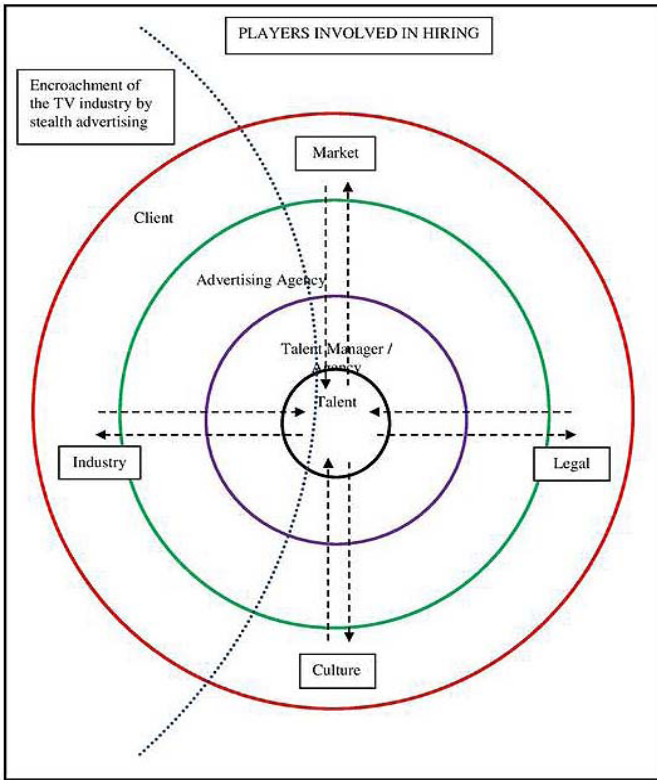 PLAYERS INVOLVED IN HIRING
Encroachment of
the TV industry by
stealth advertising
Market
Client
Advertising Agency
Talent Manager /
Agency
Talent
Industry
Legal
Culture